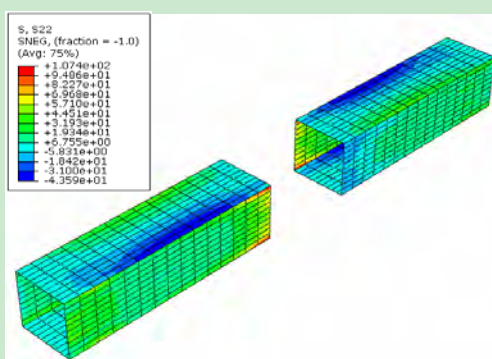 S, S22
SNEG, (fraction = -1.0)
(Avg: 75%)
+1.074e+02
+9.486e+01
+8.227e+01
+6.968e+01
+5.710e+01
+4.451e+01
+3.193e+01
+1.934e+01
+6.755e+00
-5.831e+00
-1.842e+01
-3.100e+01
-4.359e+01